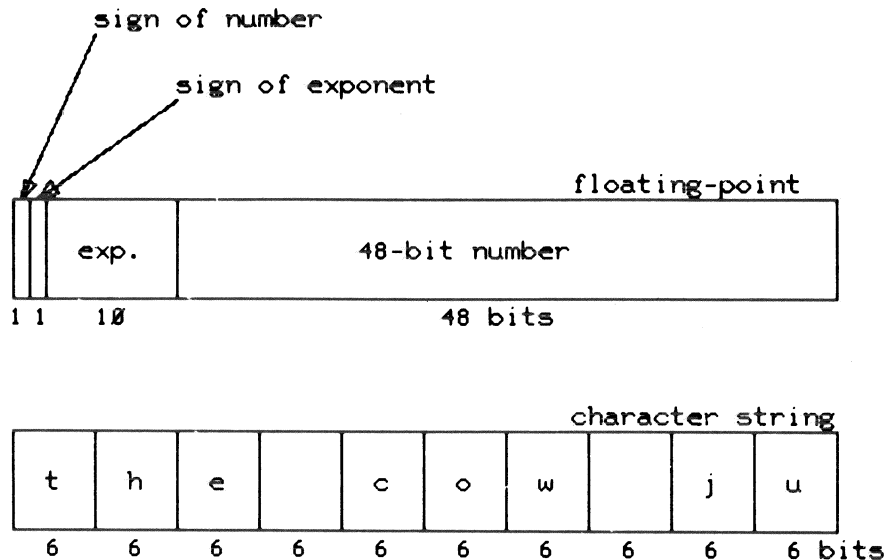 sign of number
sign of exponent
floating-point
exp. 48-bit number
1 1 10 48 bits
character string
t h e c o w j u
6 6 6 6 6 6 6 6 6 6 bits